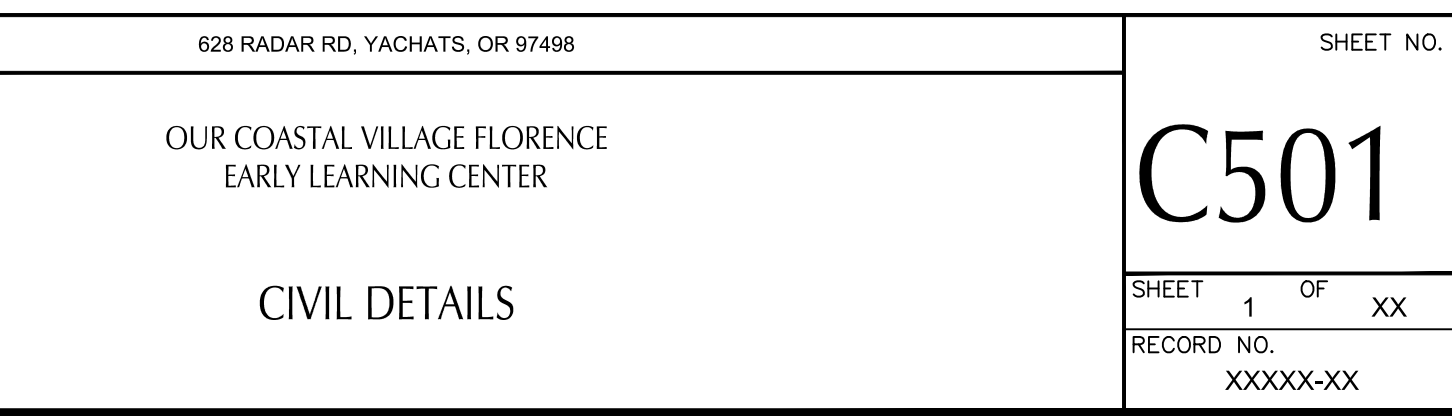 628 RADAR RD, YACHATS, OR 97498
SHEET NO.
OUR COASTAL VILLAGE FLORENCE
EARLY LEARNING CENTER
C501
CIVIL DETAILS
SHEET 1 OF XX
RECORD NO.
XXXXX-XX